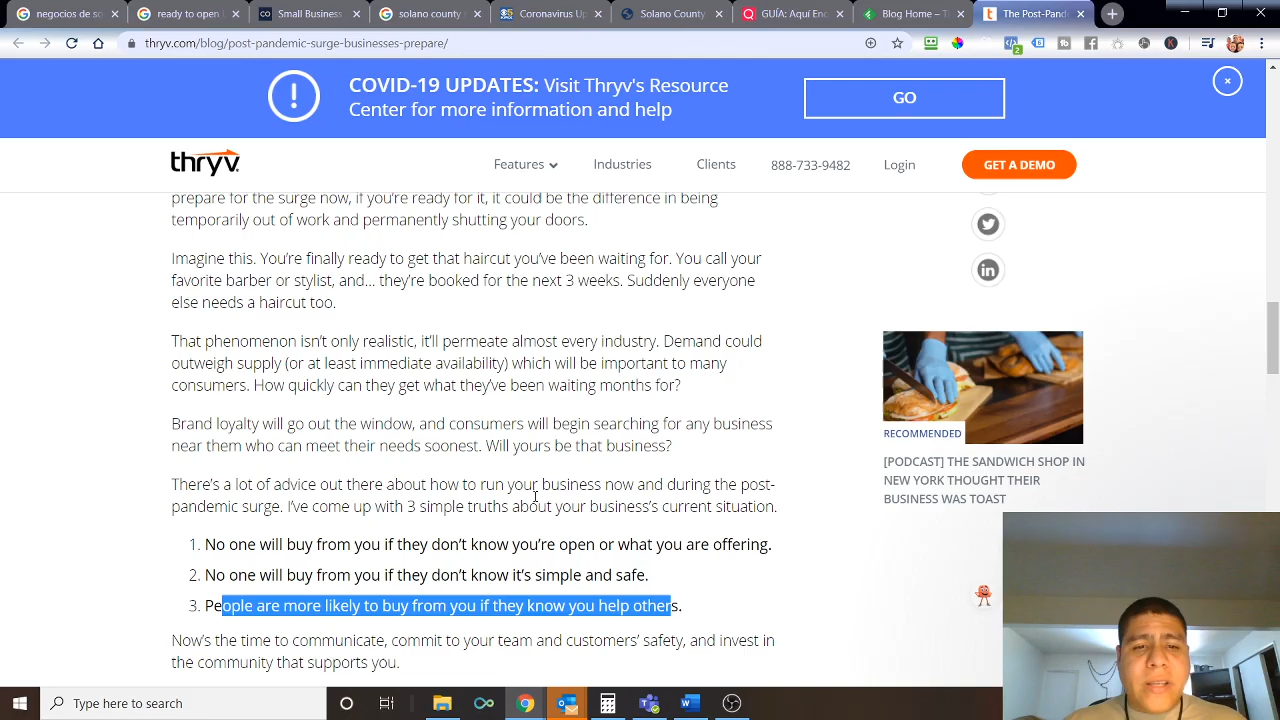 negocios de so
ready to open
Small Business
solano county
Coronavirus Up
Solano County
GUÍA: Aquí Enc
Blog Home – Ti
The Post-Pand
thryv.com/blog/post-pandemic-surge-businesses-prepare/
2
K
COVID-19 UPDATES: Visit Thryv's Resource
Center for more information and help
GO
thryv
Features
Industries
Clients
888-733-9482
Login
GET A DEMO
prepare for the surge now, if you're ready for it, it could be the difference in being
temporarily out of work and permanently shutting your doors.
Imagine this. You're finally ready to get that haircut you've been waiting for. You call your
favorite barber or stylist, and... they're booked for the next 3 weeks. Suddenly everyone
else needs a haircut too.
That phenomenon isn't only realistic, it'll permeate almost every industry. Demand could
outweigh supply (or at least immediate availability) which will be important to many
consumers. How quickly can they get what they've been waiting months for?
Brand loyalty will go out the window, and consumers will begin searching for any business
near them who can meet their needs soonest. Will yours be that business?
There's a lot of advice out there about how to run your business now and during the post-
pandemic surge. I've come up with 3 simple truths about your business's current situation.
1. No one will buy from you if they don't know you're open or what you are offering.
2. No one will buy from you if they don't know it's simple and safe.
3. People are more likely to buy from you if they know you help others.
Now's the time to communicate, commit to your team and customers' safety, and invest in
the community that supports you.
RECOMMENDED
[PODCAST] THE SANDWICH SHOP IN
NEW YORK THOUGHT THEIR
BUSINESS WAS TOAST
Type here to search